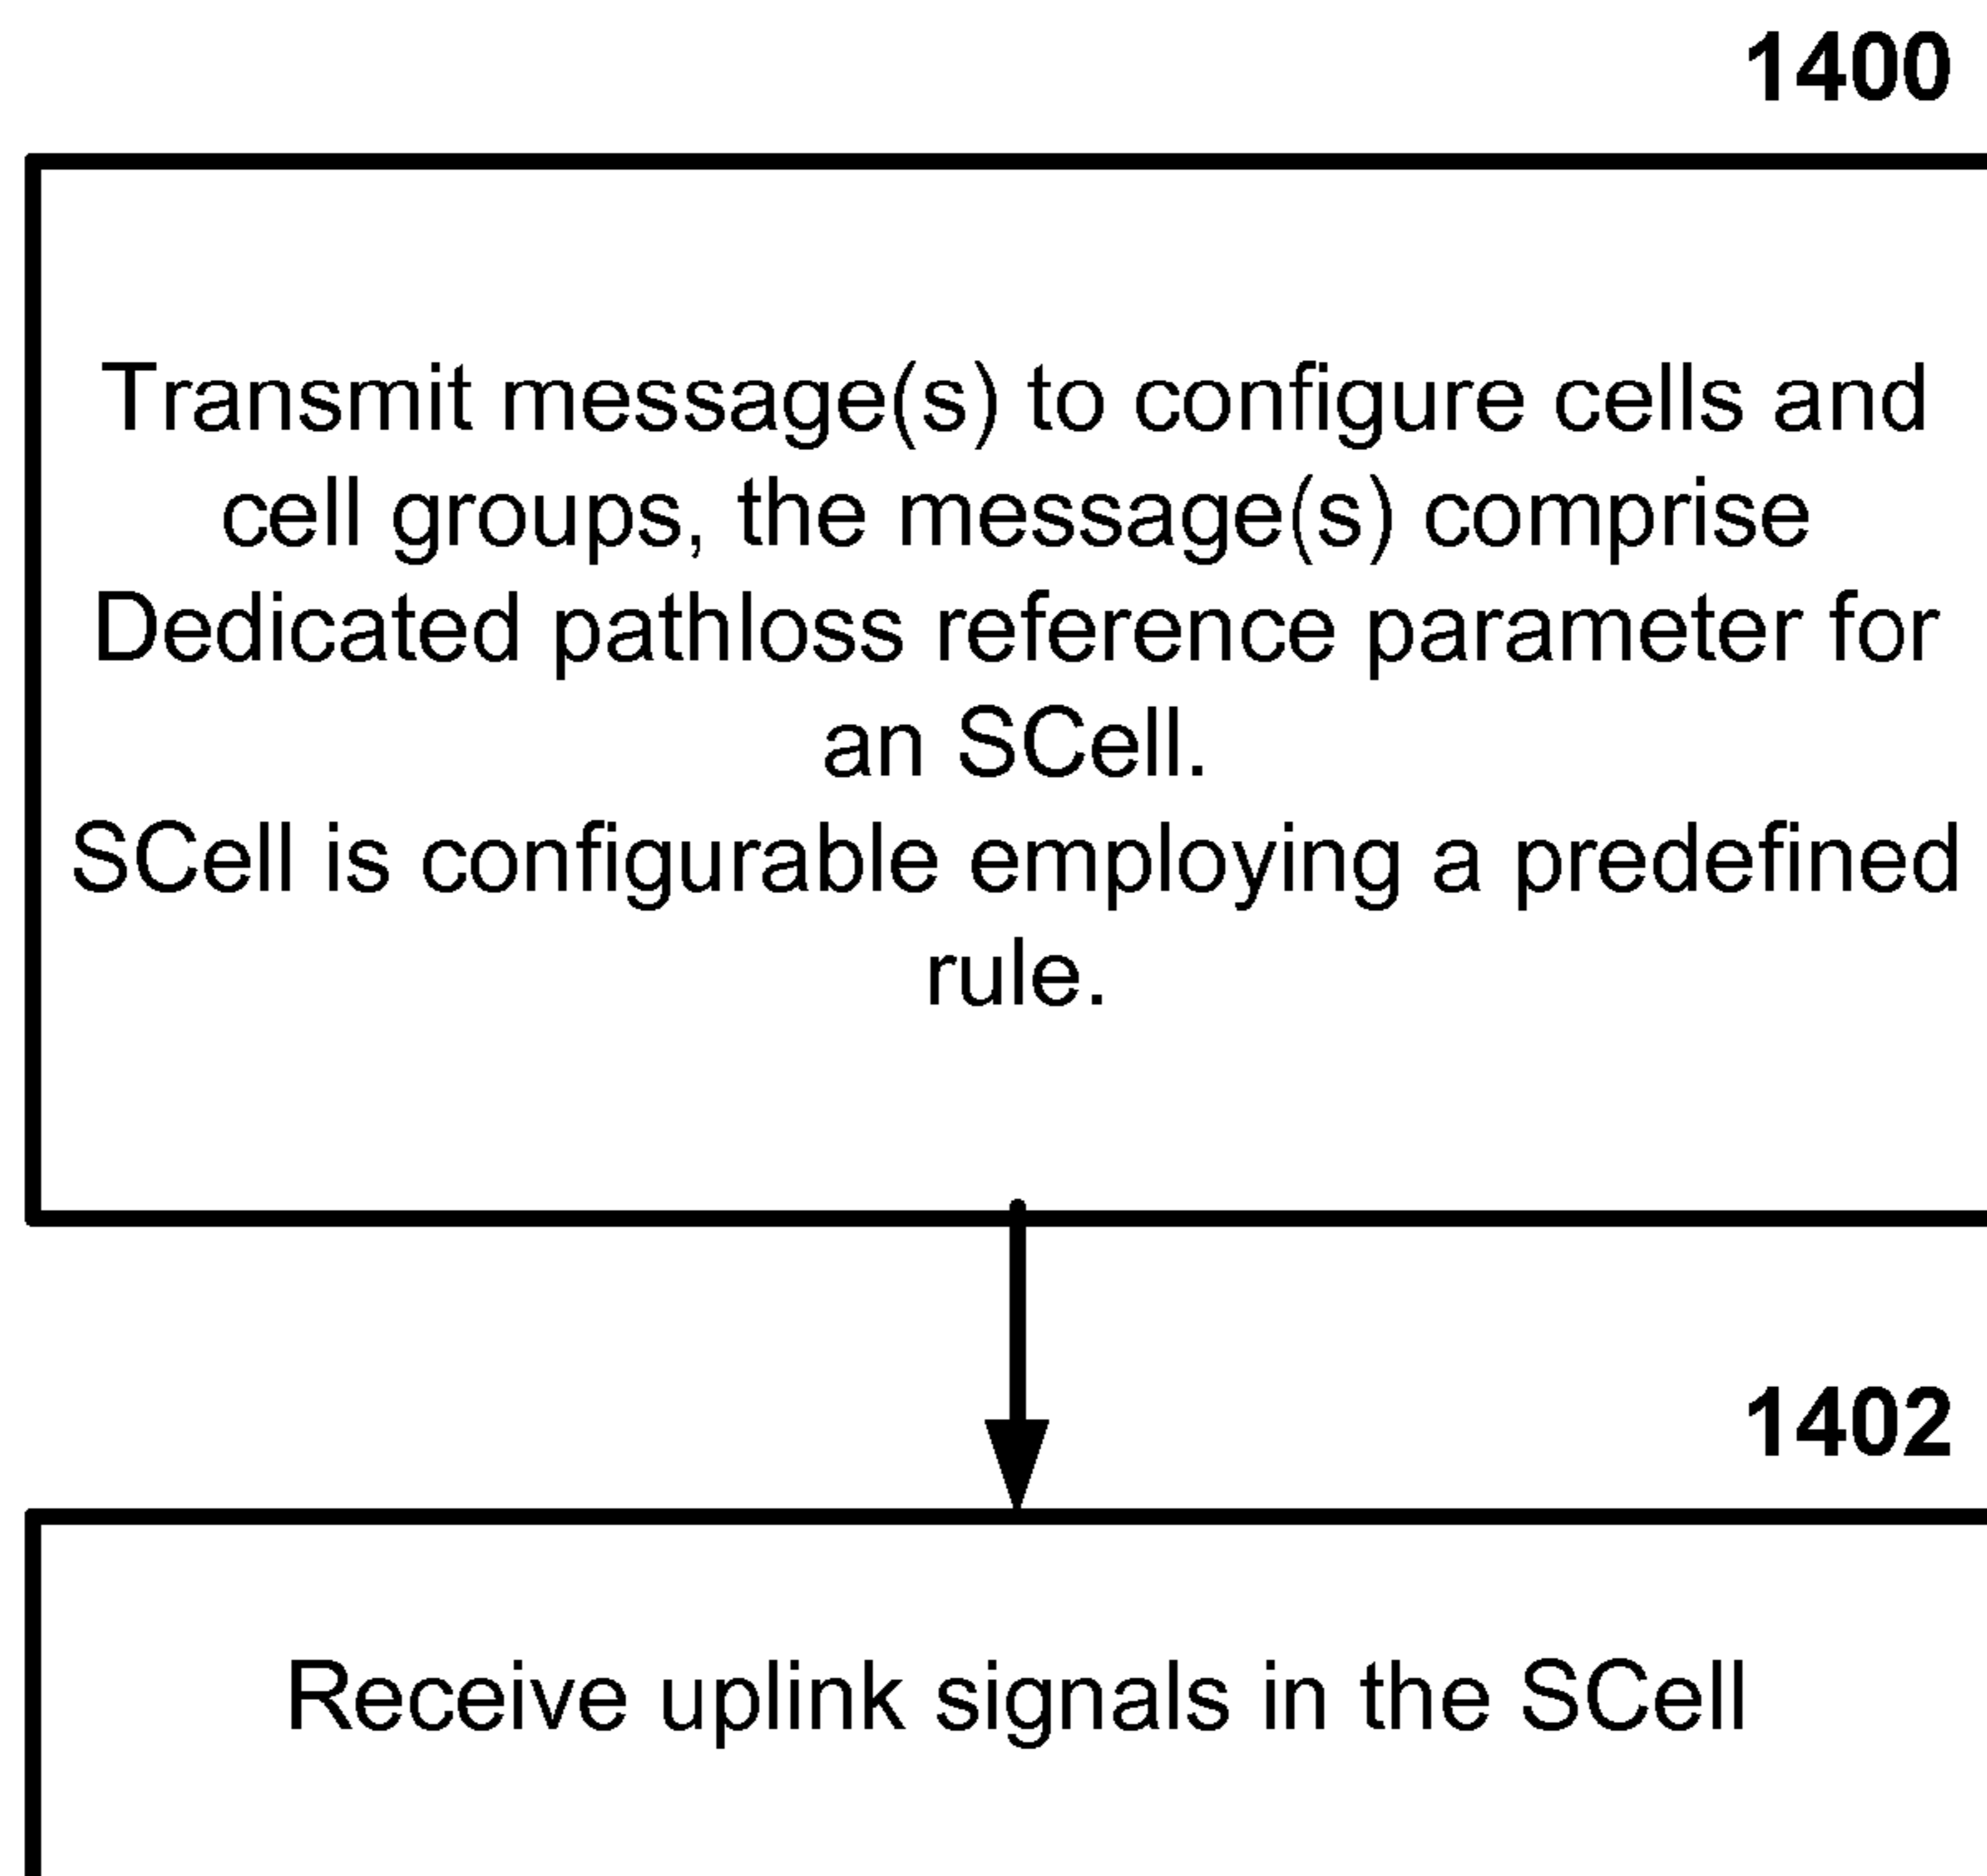 1400
Transmit message(s) to configure cells and
cell groups, the message(s) comprise
Dedicated pathloss reference parameter for
an SCell.
SCell is configurable employing a predefined
rule.
1402
Receive uplink signals in the SCell